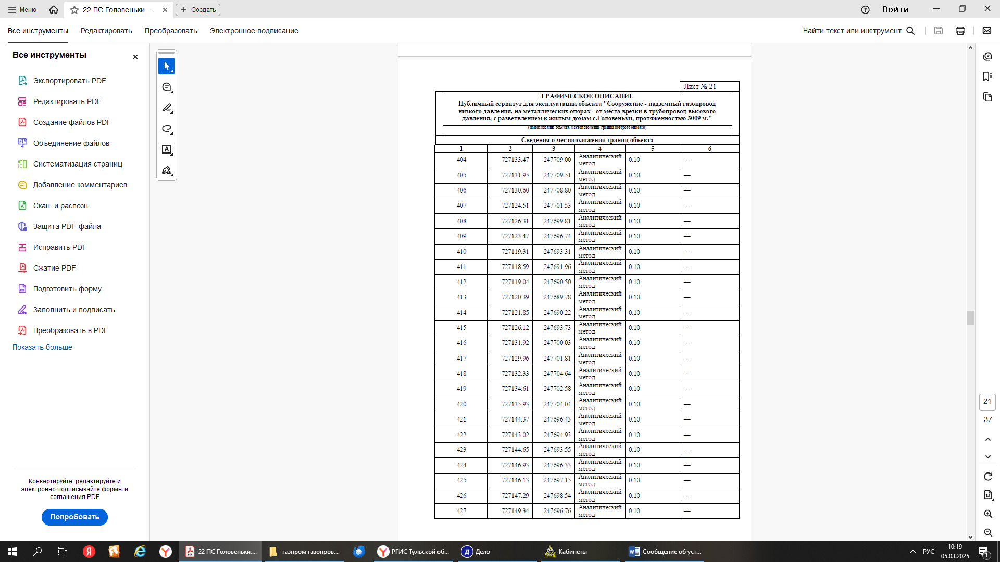 Меню
22 ПС Головеньки....
Создать
Войти
Все инструменты
Редактировать
Преобразовать
Электронное подписание
Найти текст или инструмент
Все инструменты
Экспортировать PDF
Редактировать PDF
Создание файлов PDF
Объединение файлов
Систематизация страниц
Добавление комментариев
Скан. и распозн.
Защита PDF-файла
Исправить PDF
Сжатие PDF
Подготовить форму
Заполнить и подписать
Преобразовать в PDF
Показать больше
Конвертируйте, редактируйте и
электронно подписывайте формы и
соглашения PDF
Попробовать
Лист № 21
ГРАФИЧЕСКОЕ ОПИСАНИЕ
Публичный сервитут для эксплуатации объекта "Сооружение - надземный газопровод
низкого давления, на металлических опорах - от места врезки в трубопровод высокого
давления, с разветвлением к жилым домам с.Головеньки, протяженностью 3009 м."
(наименование объекта, местоположение границ которого описано)
Сведения о местоположении границ объекта
1 2 3 4 5 6
404 727133.47 247709.00 Аналитический метод 0.10 —
405 727131.95 247709.51 Аналитический метод 0.10 —
406 727130.60 247708.80 Аналитический метод 0.10 —
407 727124.51 247701.53 Аналитический метод 0.10 —
408 727126.31 247699.81 Аналитический метод 0.10 —
409 727123.47 247696.74 Аналитический метод 0.10 —
410 727119.31 247693.31 Аналитический метод 0.10 —
411 727118.59 247691.96 Аналитический метод 0.10 —
412 727119.04 247690.50 Аналитический метод 0.10 —
413 727120.39 247689.78 Аналитический метод 0.10 —
414 727121.85 247690.22 Аналитический метод 0.10 —
415 727126.12 247693.73 Аналитический метод 0.10 —
416 727131.92 247700.03 Аналитический метод 0.10 —
417 727129.96 247701.81 Аналитический метод 0.10 —
418 727132.33 247704.64 Аналитический метод 0.10 —
419 727134.61 247702.58 Аналитический метод 0.10 —
420 727135.93 247704.04 Аналитический метод 0.10 —
421 727144.37 247696.43 Аналитический метод 0.10 —
422 727143.02 247694.93 Аналитический метод 0.10 —
423 727144.65 247693.55 Аналитический метод 0.10 —
424 727146.93 247696.33 Аналитический метод 0.10 —
425 727146.13 247697.15 Аналитический метод 0.10 —
426 727147.29 247698.54 Аналитический метод 0.10 —
427 727149.34 247696.76 Аналитический метод 0.10 —
21
37
1:1
22 ПС Головеньки....
газпром газопров...
РГИС Тульской об...
Дело
Кабинеты
Сообщение об уст...
РУС
10:19
05.03.2025
1